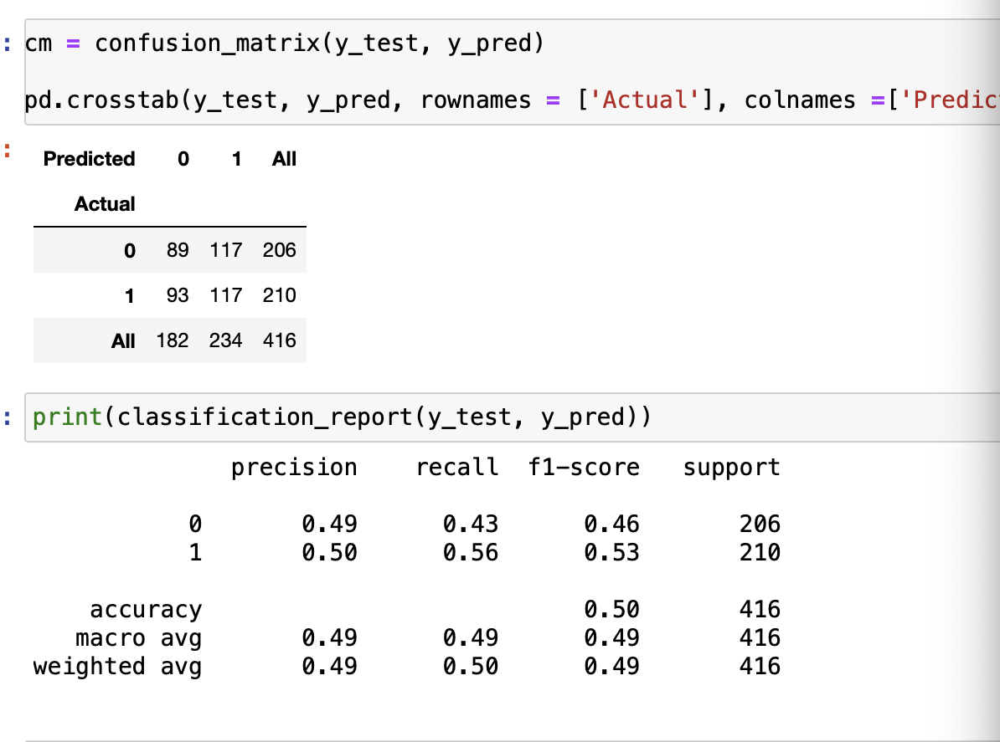 : cm = confusion_matrix(y_test, y_pred)
pd.crosstab(y_test, y_pred, rownames = ['Actual'], colnames =['Predic
:
Predicted 0 1 All
Actual
0 89 117 206
1 93 117 210
All 182 234 416
: print(classification_report(y_test, y_pred))
precision recall f1-score support
0 0.49 0.43 0.46 206
1 0.50 0.56 0.53 210
accuracy 0.50 416
macro avg 0.49 0.49 0.49 416
weighted avg 0.49 0.50 0.49 416